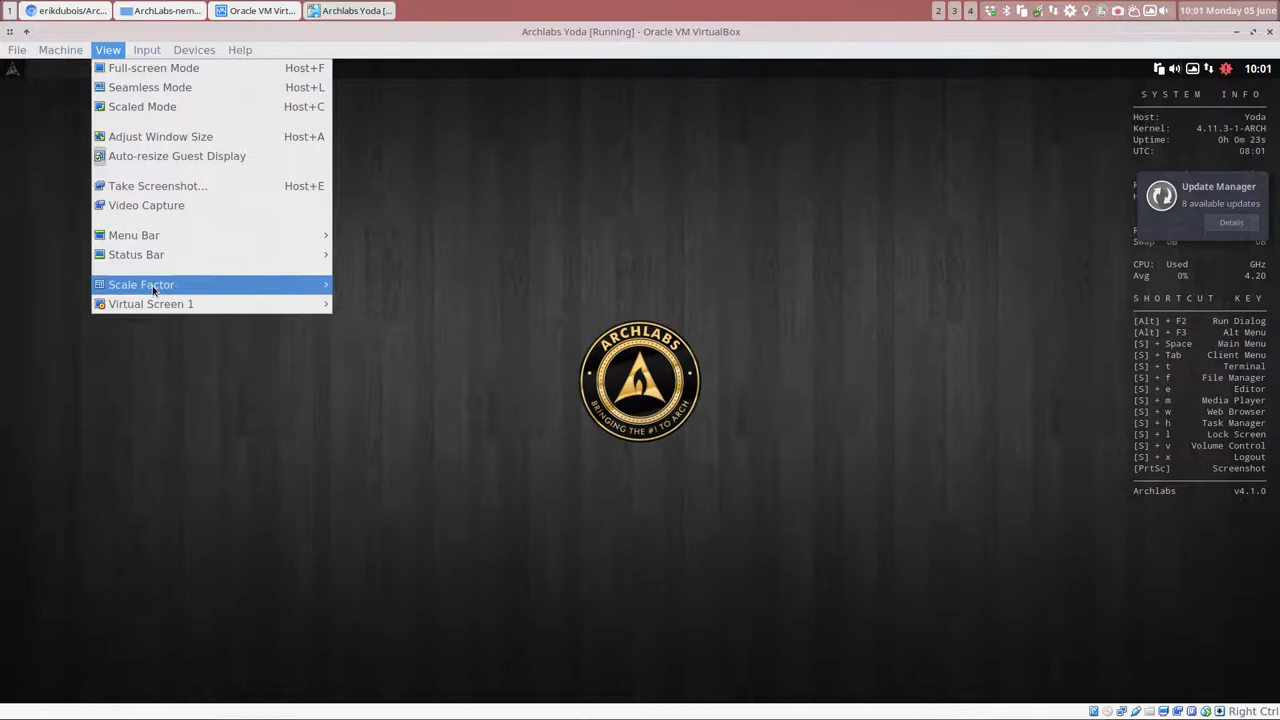 1 erikdubois/Arc... ArchLabs-nem... Oracle VM Virt... Archlabs Yoda [... 2 3 4 10:01 Monday 05 June
Archlabs Yoda [Running] - Oracle VM VirtualBox
File Machine View Input Devices Help
Full-screen Mode Host+F
Seamless Mode Host+L
Scaled Mode Host+C
Adjust Window Size Host+A
Auto-resize Guest Display
Take Screenshot... Host+E
Video Capture
Menu Bar
Status Bar
Scale Factor
Virtual Screen 1
10:01
SYSTEM INFO
Host: Yoda
Kernel: 4.11.3-1-ARCH
Uptime: 0h 0m 23s
UTC: 08:01
Update Manager
8 available updates
Details
Swap 0B 0B
CPU: Used GHz
Avg 0% 4.20
SHORTCUT KEY
[Alt] + F2 Run Dialog
[Alt] + F3 Alt Menu
[S] + Space Main Menu
[S] + Tab Client Menu
[S] + t Terminal
[S] + f File Manager
[S] + e Editor
[S] + m Media Player
[S] + w Web Browser
[S] + h Task Manager
[S] + l Lock Screen
[S] + v Volume Control
[S] + x Logout
[PrtSc] Screenshot
Archlabs v4.1.0
ARCHLABS
BRINGING THE #1 TO ARCH
Right Ctrl